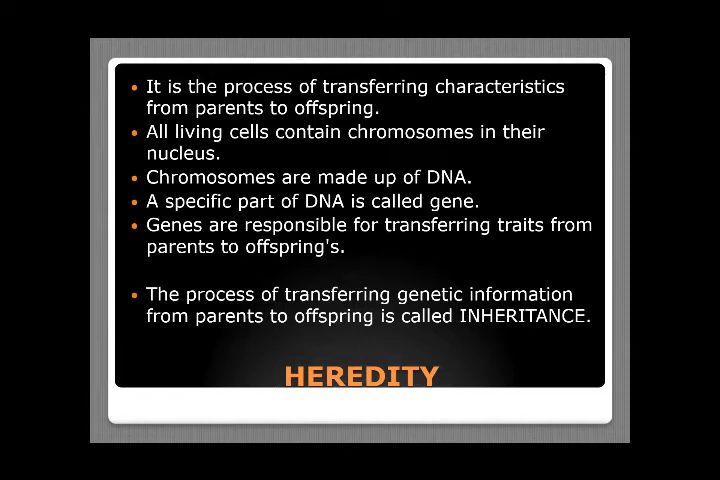 • It is the process of transferring characteristics
from parents to offspring.
• All living cells contain chromosomes in their
nucleus.
• Chromosomes are made up of DNA.
• A specific part of DNA is called gene.
• Genes are responsible for transferring traits from
parents to offspring's.
• The process of transferring genetic information
from parents to offspring is called INHERITANCE.
HEREDITY